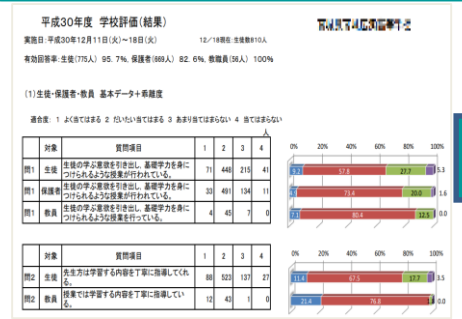 平成30年度 学校評価(結果)
実施日:平成30年12月11日(火)～18日(火) 12/18現在:生徒数810人
有効回答率:生徒(775人) 95.7%、保護者(669人) 82.6%、教職員(56人) 100%
(1)生徒・保護者・教員 基本データ+乖離度
適合度: 1 よく当てはまる 2 だいたい当てはまる 3 あまり当てはまらない 4 当てはまらない
人
対象 質問項目 1 2 3 4
問1 生徒 生徒の学ぶ意欲を引き出し、基礎学力を身に
つけられるような授業が行われている。 71 448 215 41
問1 保護者 生徒の学ぶ意欲を引き出し、基礎学力を身に
つけられるような授業が行われている。 33 491 134 11
問1 教員 生徒の学ぶ意欲を引き出し、基礎学力を身に
つけられるような授業を行っている。 4 45 7 0
0% 20% 40% 60% 80% 100%
9.2 57.8 27.7 5.3
73.4 20.0 1.6
7.1 80.4 12.5 0.0
対象 質問項目 1 2 3 4
問2 生徒 先生方は学習する内容を丁寧に指導してくれ
る。 88 523 137 27
問2 教員 授業では学習する内容を丁寧に指導してい
る。 12 43 1 0
0% 20% 40% 60% 80% 100%
11.4 67.5 17.7 3.5
21.4 76.8 0.0